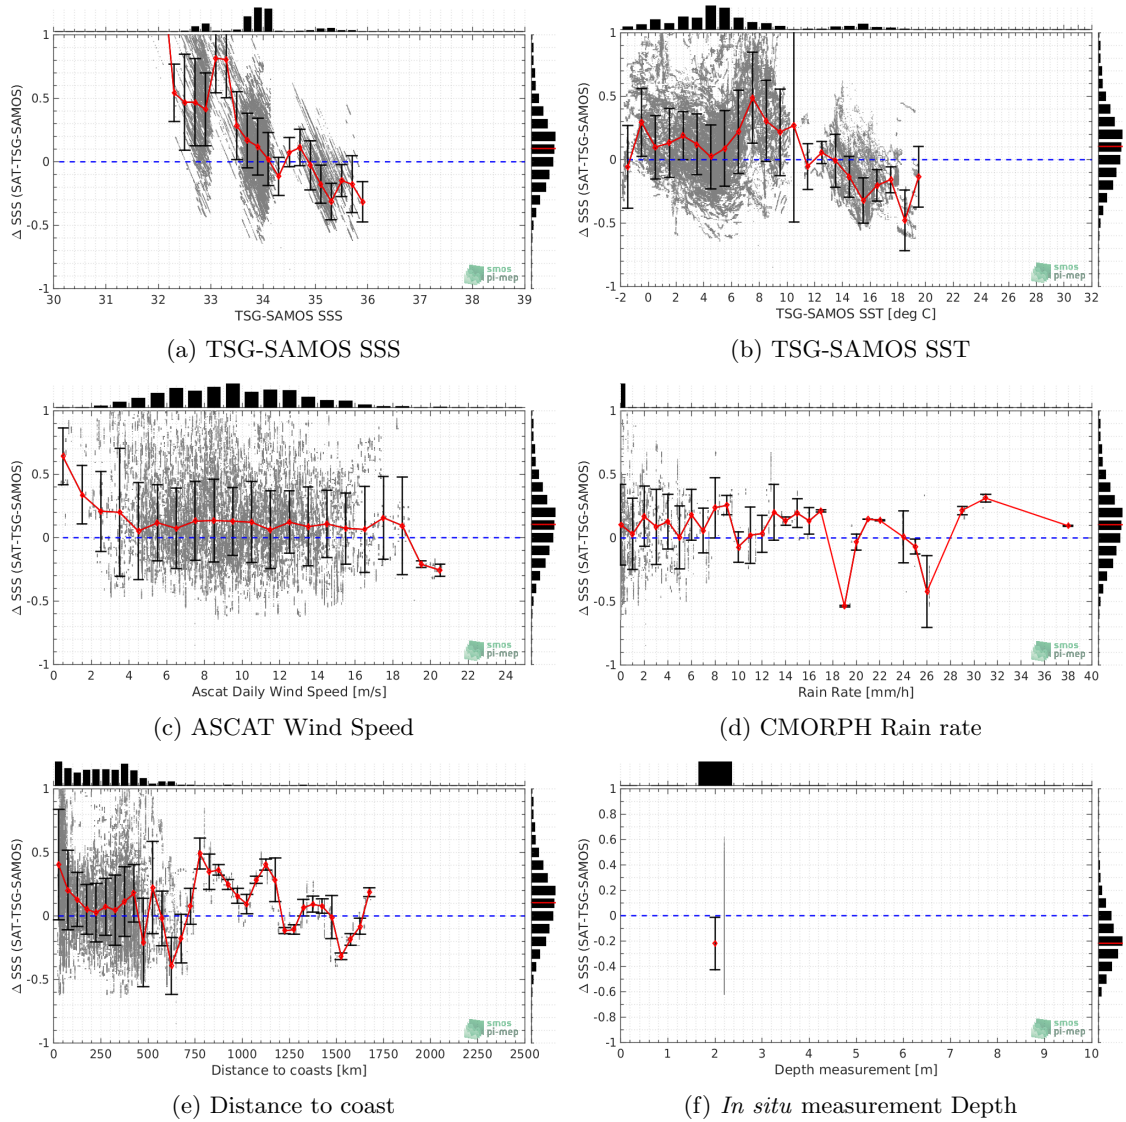 Δ SSS (SAT-TSG-SAMOS)
1
0.5
0
-0.5
-1
30 31 32 33 34 35 36 37 38 39
TSG-SAMOS SSS
smos
pi-mep
(a) TSG-SAMOS SSS
Δ SSS (SAT-TSG-SAMOS)
1
0.5
0
-0.5
-1
-2 0 2 4 6 8 10 12 14 16 18 20 22 24 26 28 30 32
TSG-SAMOS SST [deg C]
smos
pi-mep
(b) TSG-SAMOS SST
Δ SSS (SAT-TSG-SAMOS)
1
0.5
0
-0.5
-1
0 2 4 6 8 10 12 14 16 18 20 22 24
Ascat Daily Wind Speed [m/s]
smos
pi-mep
(c) ASCAT Wind Speed
Δ SSS (SAT-TSG-SAMOS)
1
0.5
0
-0.5
-1
0 2 4 6 8 10 12 14 16 18 20 22 24 26 28 30 32 34 36 38 40
Rain Rate [mm/h]
smos
pi-mep
(d) CMORPH Rain rate
Δ SSS (SAT-TSG-SAMOS)
1
0.5
0
-0.5
-1
0 250 500 750 1000 1250 1500 1750 2000 2250 2500
Distance to coasts [km]
smos
pi-mep
(e) Distance to coast
Δ SSS (SAT-TSG-SAMOS)
1
0.8
0.6
0.4
0.2
0
-0.2
-0.4
-0.6
-0.8
-1
0 1 2 3 4 5 6 7 8 9 10
Depth measurement [m]
smos
pi-mep
(f) In situ measurement Depth